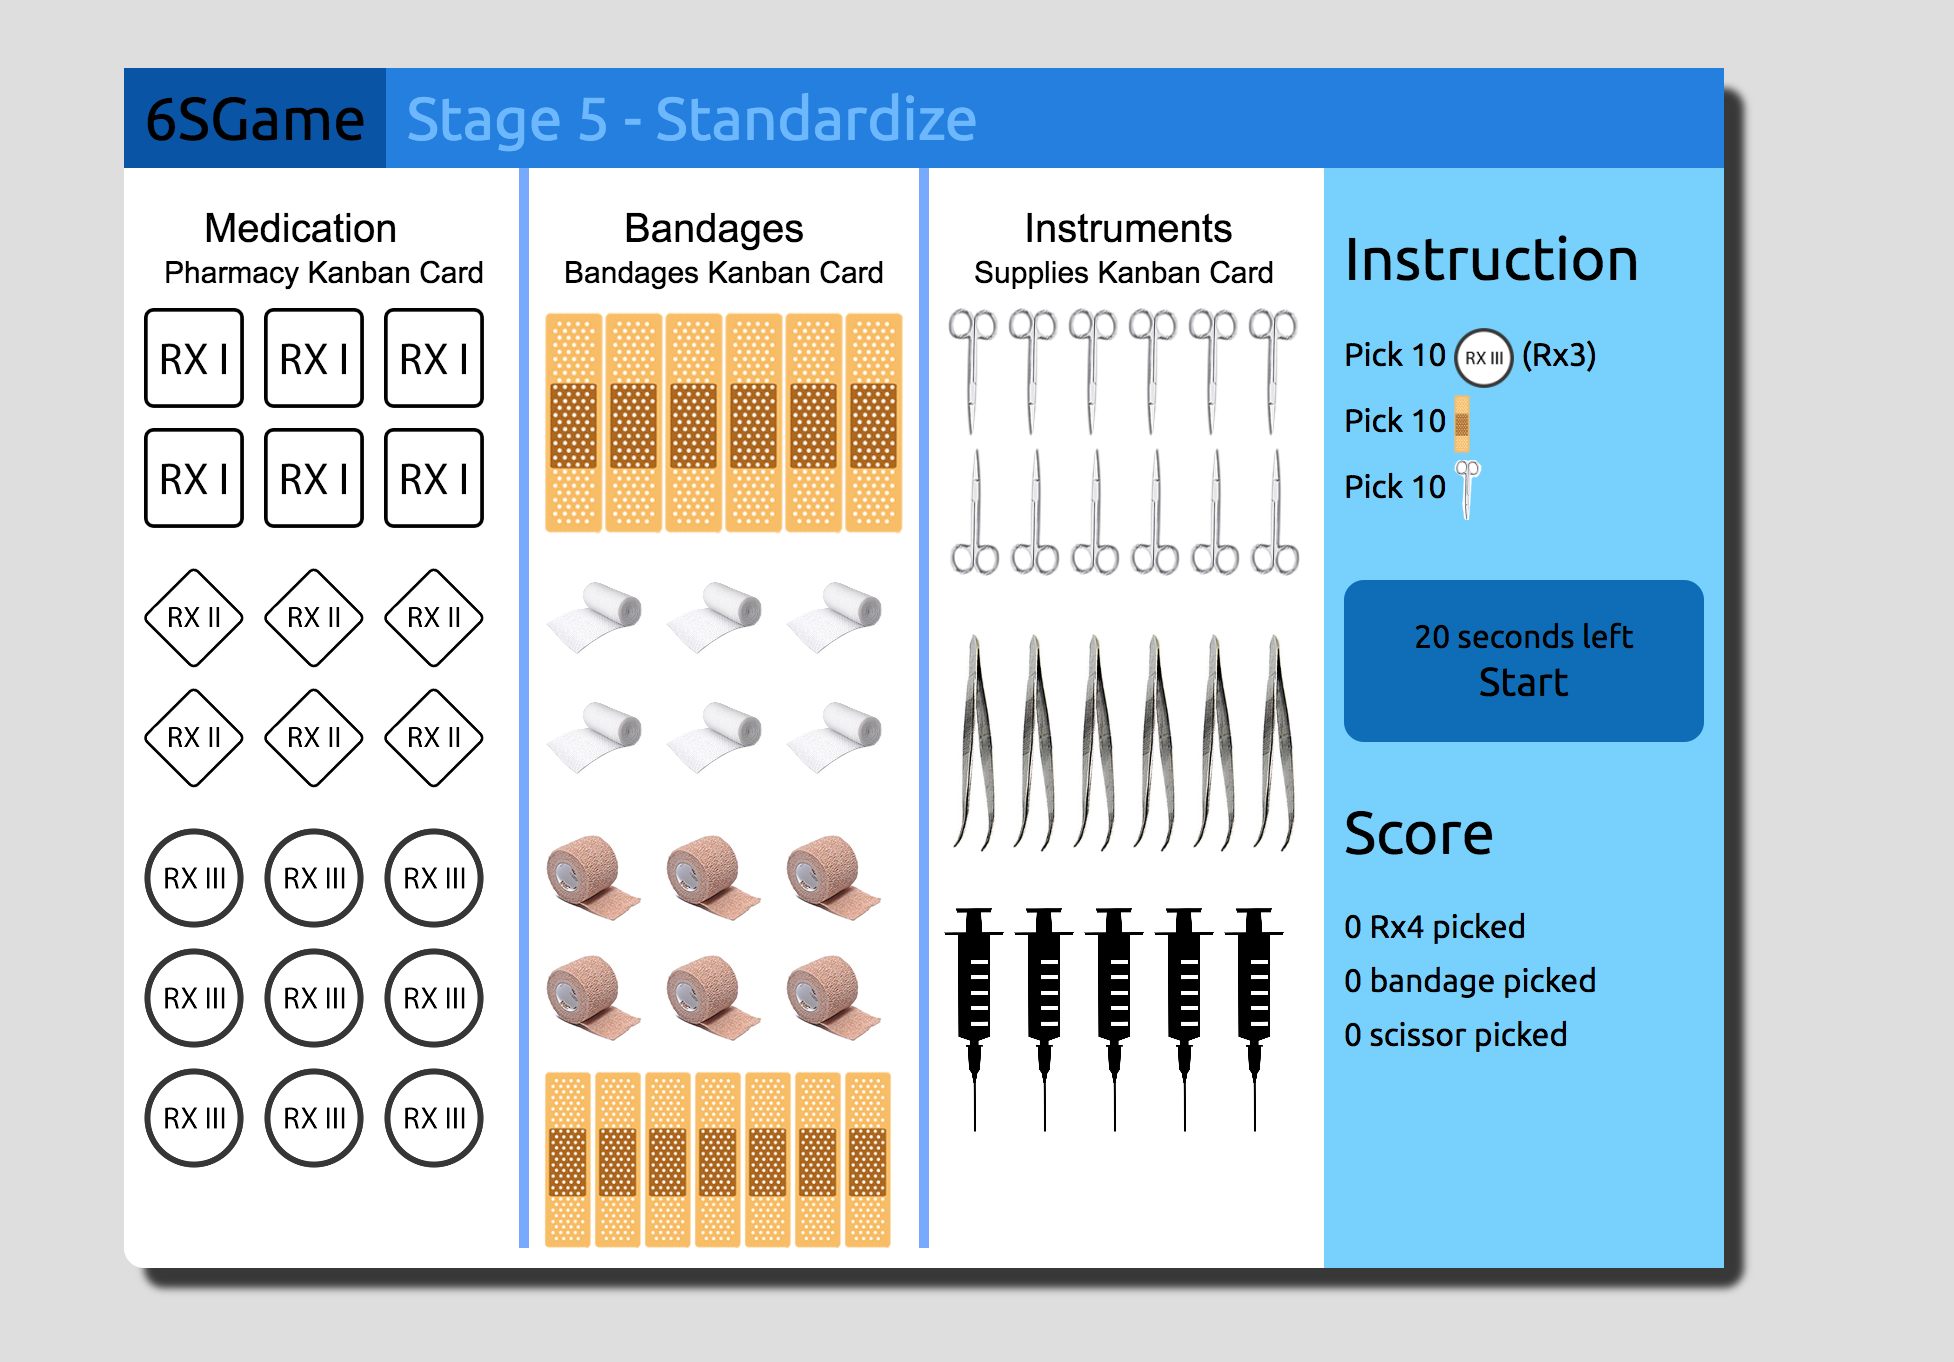 6SGame Stage 5 - Standardize
Medication
Pharmacy Kanban Card
RX I RX I RX I
RX I RX I RX I
RX II RX II RX II
RX II RX II RX II
RX III RX III RX III
RX III RX III RX III
RX III RX III RX III
Bandages
Bandages Kanban Card
Instruments
Supplies Kanban Card
Instruction
Pick 10 RX III (Rx3)
Pick 10
Pick 10
20 seconds left
Start
Score
0 Rx4 picked
0 bandage picked
0 scissor picked